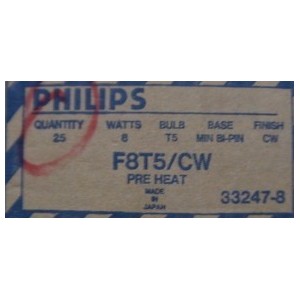 PHILIPS
QUANTITY WATTS BULB BASE FINISH
25 8 T5 MIN BI-PIN CW
F8T5/CW
PRE HEAT
MADE
IN
JAPAN
33247-8